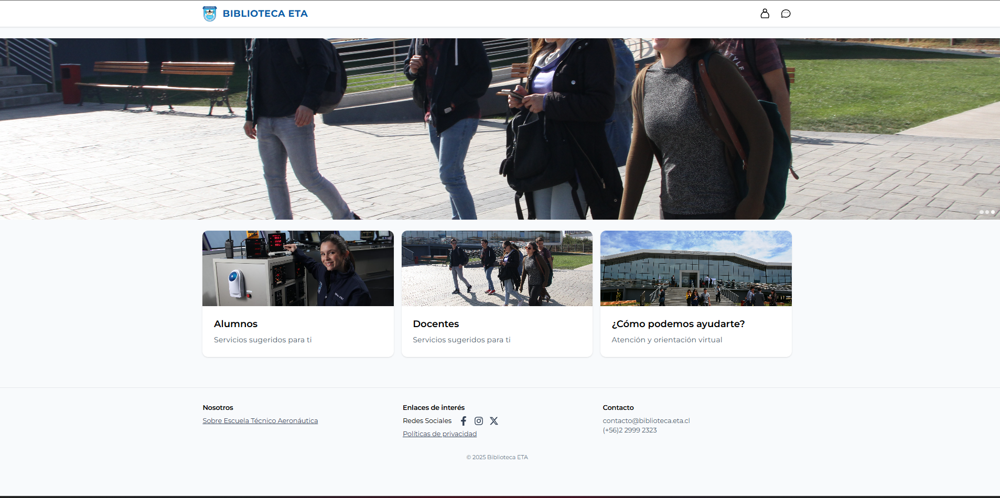 BIBLIOTECA ETA
STYLE
Alumnos
Servicios sugeridos para ti
Docentes
Servicios sugeridos para ti
¿Cómo podemos ayudarte?
Atención y orientación virtual
Nosotros
Sobre Escuela Técnico Aeronáutica
Enlaces de interés
Redes Sociales
Políticas de privacidad
Contacto
contacto@biblioteca.eta.cl
(+56)2 2999 2323
© 2025 Biblioteca ETA